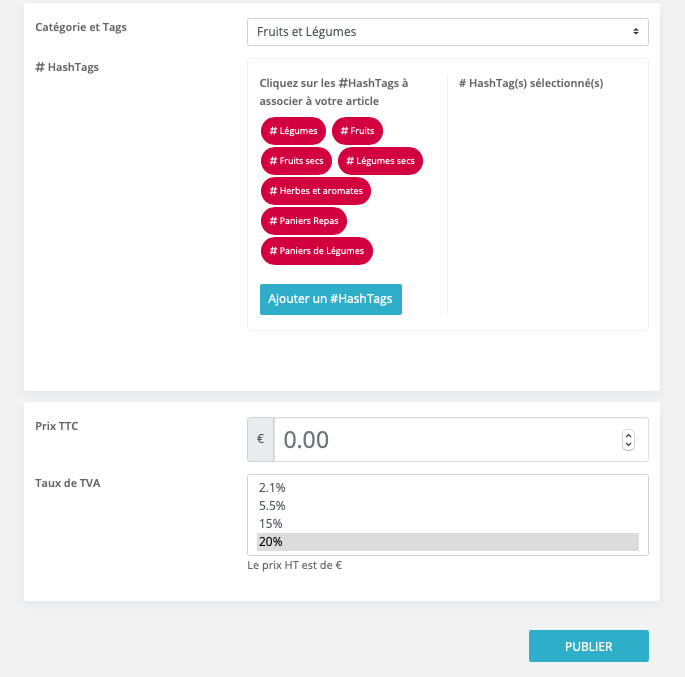 Catégorie et Tags
Fruits et Légumes
# HashTags
Cliquez sur les #HashTags à
associer à votre article
# HashTag(s) sélectionné(s)
# Légumes
# Fruits
# Fruits secs
# Légumes secs
# Herbes et aromates
# Paniers Repas
# Paniers de Légumes
Ajouter un #HashTags
Prix TTC
€
0.00
Taux de TVA
2.1%
5.5%
15%
20%
Le prix HT est de €
PUBLIER